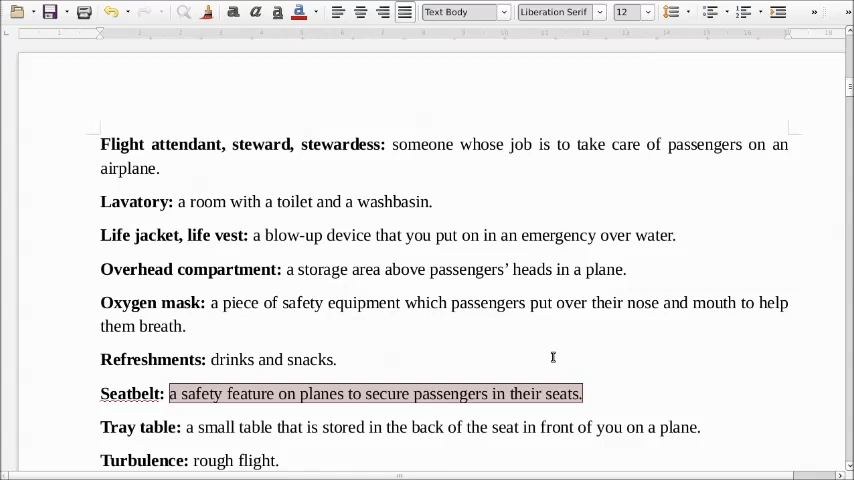 Text Body Liberation Serif 12
Flight attendant, steward, stewardess: someone whose job is to take care of passengers on an
airplane.
Lavatory: a room with a toilet and a washbasin.
Life jacket, life vest: a blow-up device that you put on in an emergency over water.
Overhead compartment: a storage area above passengers’ heads in a plane.
Oxygen mask: a piece of safety equipment which passengers put over their nose and mouth to help
them breath.
Refreshments: drinks and snacks.
Seatbelt: a safety feature on planes to secure passengers in their seats.
Tray table: a small table that is stored in the back of the seat in front of you on a plane.
Turbulence: rough flight.